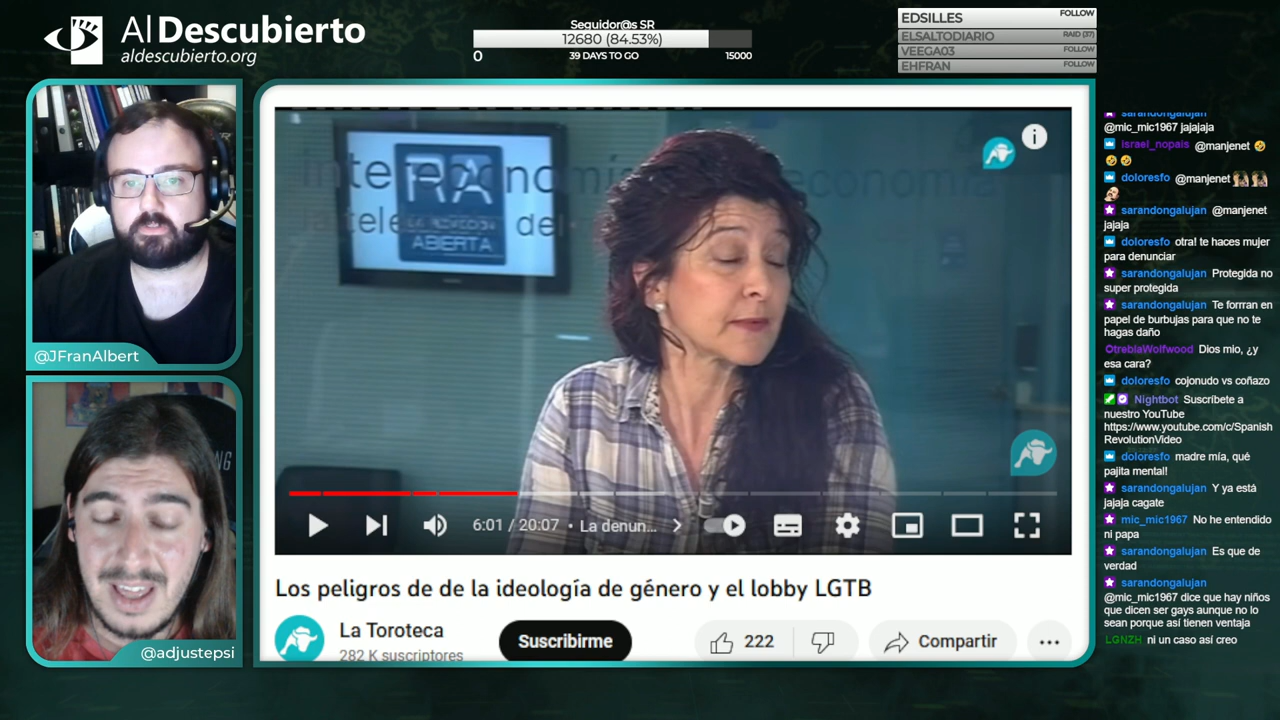 Al Descubierto
aldescubierto.org
Seguidor@s SR
12680 (84.53%)
0
39 DAYS TO GO
15000
EDSILLES
FOLLOW
ELSALTODIARIO
RAID (37)
VEEGA03
FOLLOW
EHFRAN
FOLLOW
@JFranAlbert
@adjustepsi
RA
ABIERTA
6:01 / 20:07 • La denun...
Los peligros de de la ideología de género y el lobby LGTB
La Toroteca
282 K suscriptores
Suscribirme
222
Compartir
sarandongalujan
@mic_mic1967 jajajaja
israel_nopais @manjenet
doloresfo @manjenet
sarandongalujan @manjenet
jajaja
doloresfo otra! te haces mujer
para denunciar
sarandongalujan Protegida no
super protegida
sarandongalujan Te forrran en
papel de burbujas para que no te
hagas daño
OtrebiaWolfwood Dios mio, ¿y
esa cara?
doloresfo cojonudo vs coñazo
Nightbot Suscríbete a
nuestro YouTube
https://www.youtube.com/c/Spanish
RevolutionVideo
doloresfo madre mía, qué
pajita mental!
sarandongalujan Y ya está
jajaja cagate
mic_mic1967 No he entendido
ni papa
sarandongalujan Es que de
verdad
sarandongalujan
@mic_mic1967 dice que hay niños
que dicen ser gays aunque no lo
sean porque así tienen ventaja
LGNZH ni un caso así creo